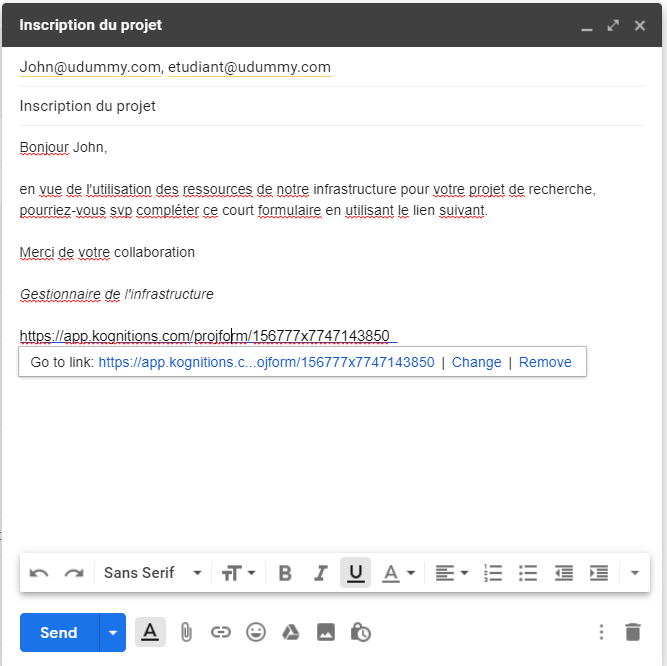 Inscription du projet
John@udummy.com, etudiant@udummy.com
Inscription du projet
Bonjour John,
en vue de l'utilisation des ressources de notre infrastructure pour votre projet de recherche,
pourriez-vous svp compléter ce court formulaire en utilisant le lien suivant.
Merci de votre collaboration
Gestionnaire de l'infrastructure
https://app.kognitions.com/projform/156777x7747143850
Go to link: https://app.kognitions.c...ojform/156777x7747143850 | Change | Remove
Sans Serif
Send